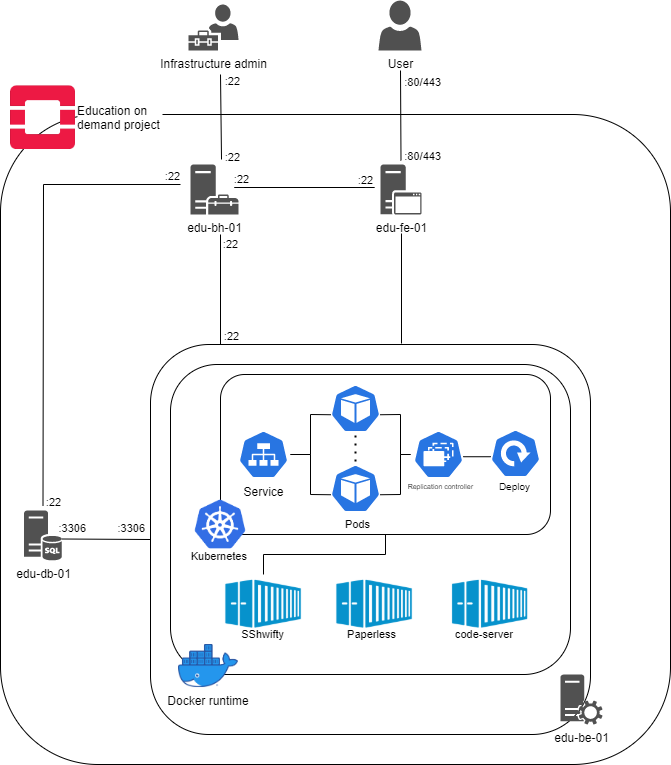 Infrastructure admin
User
:22
:80/443
Education on
demand project
:22
:80/443
:22
:22
:22
edu-bh-01
edu-fe-01
:22
:22
Service
Replication controller
Deploy
Pods
:22
:3306
:3306
SQL
Kubernetes
edu-db-01
SShwifty
Paperless
code-server
Docker runtime
edu-be-01